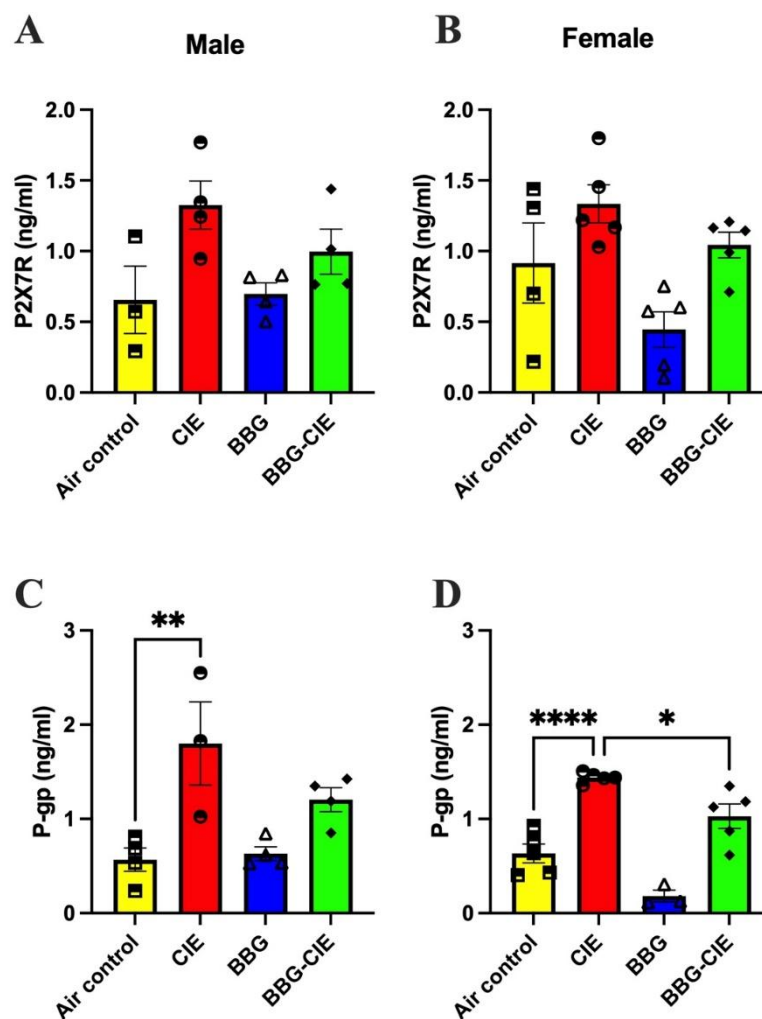 A
Male
B
Female
P2X7R (ng/ml)
2.0
1.5
1.0
0.5
0.0
Air control
CIE
BBG
BBG-CIE
P2X7R (ng/ml)
2.0
1.5
1.0
0.5
0.0
Air control
CIE
BBG
BBG-CIE
C
P-gp (ng/ml)
3
2
1
0
**
Air control
CIE
BBG
BBG-CIE
D
P-gp (ng/ml)
3
2
1
0
****
*
Air control
CIE
BBG
BBG-CIE